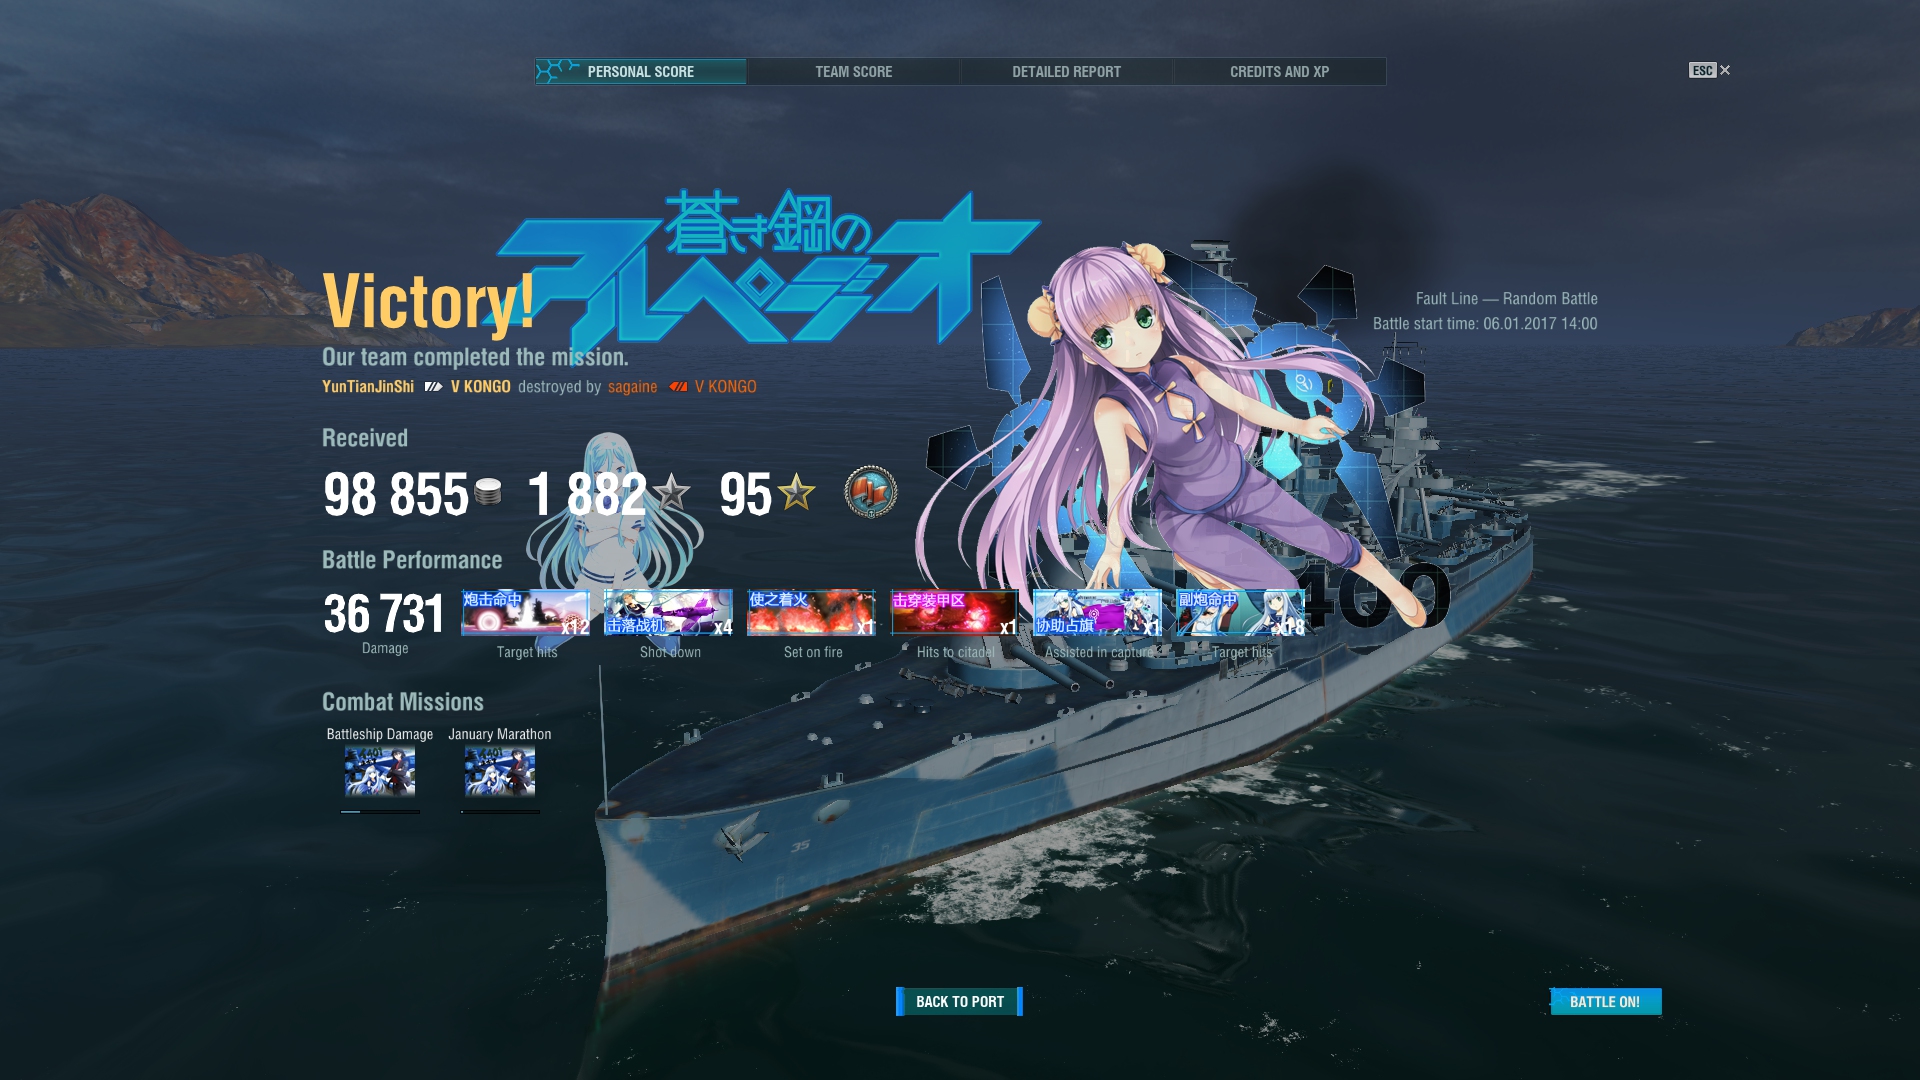 PERSONAL SCORE
TEAM SCORE
DETAILED REPORT
CREDITS AND XP
ESC
蒼き鋼の
アルペジオ
Victory!
Fault Line — Random Battle
Battle start time: 06.01.2017 14:00
Our team completed the mission.
YunTianJinShi V KONGO destroyed by sagaine V KONGO
Received
98 855 1 882 95
Battle Performance
36 731
Damage
炮击命中 x12
Target hits
击落战机 x4
Shot down
使之着火 x1
Set on fire
击穿装甲区 x1
Hits to citadel
协助占旗 x1
Assisted in capture
副炮命中 x18
Target hits
400
Combat Missions
Battleship Damage
January Marathon
35
BACK TO PORT
BATTLE ON!